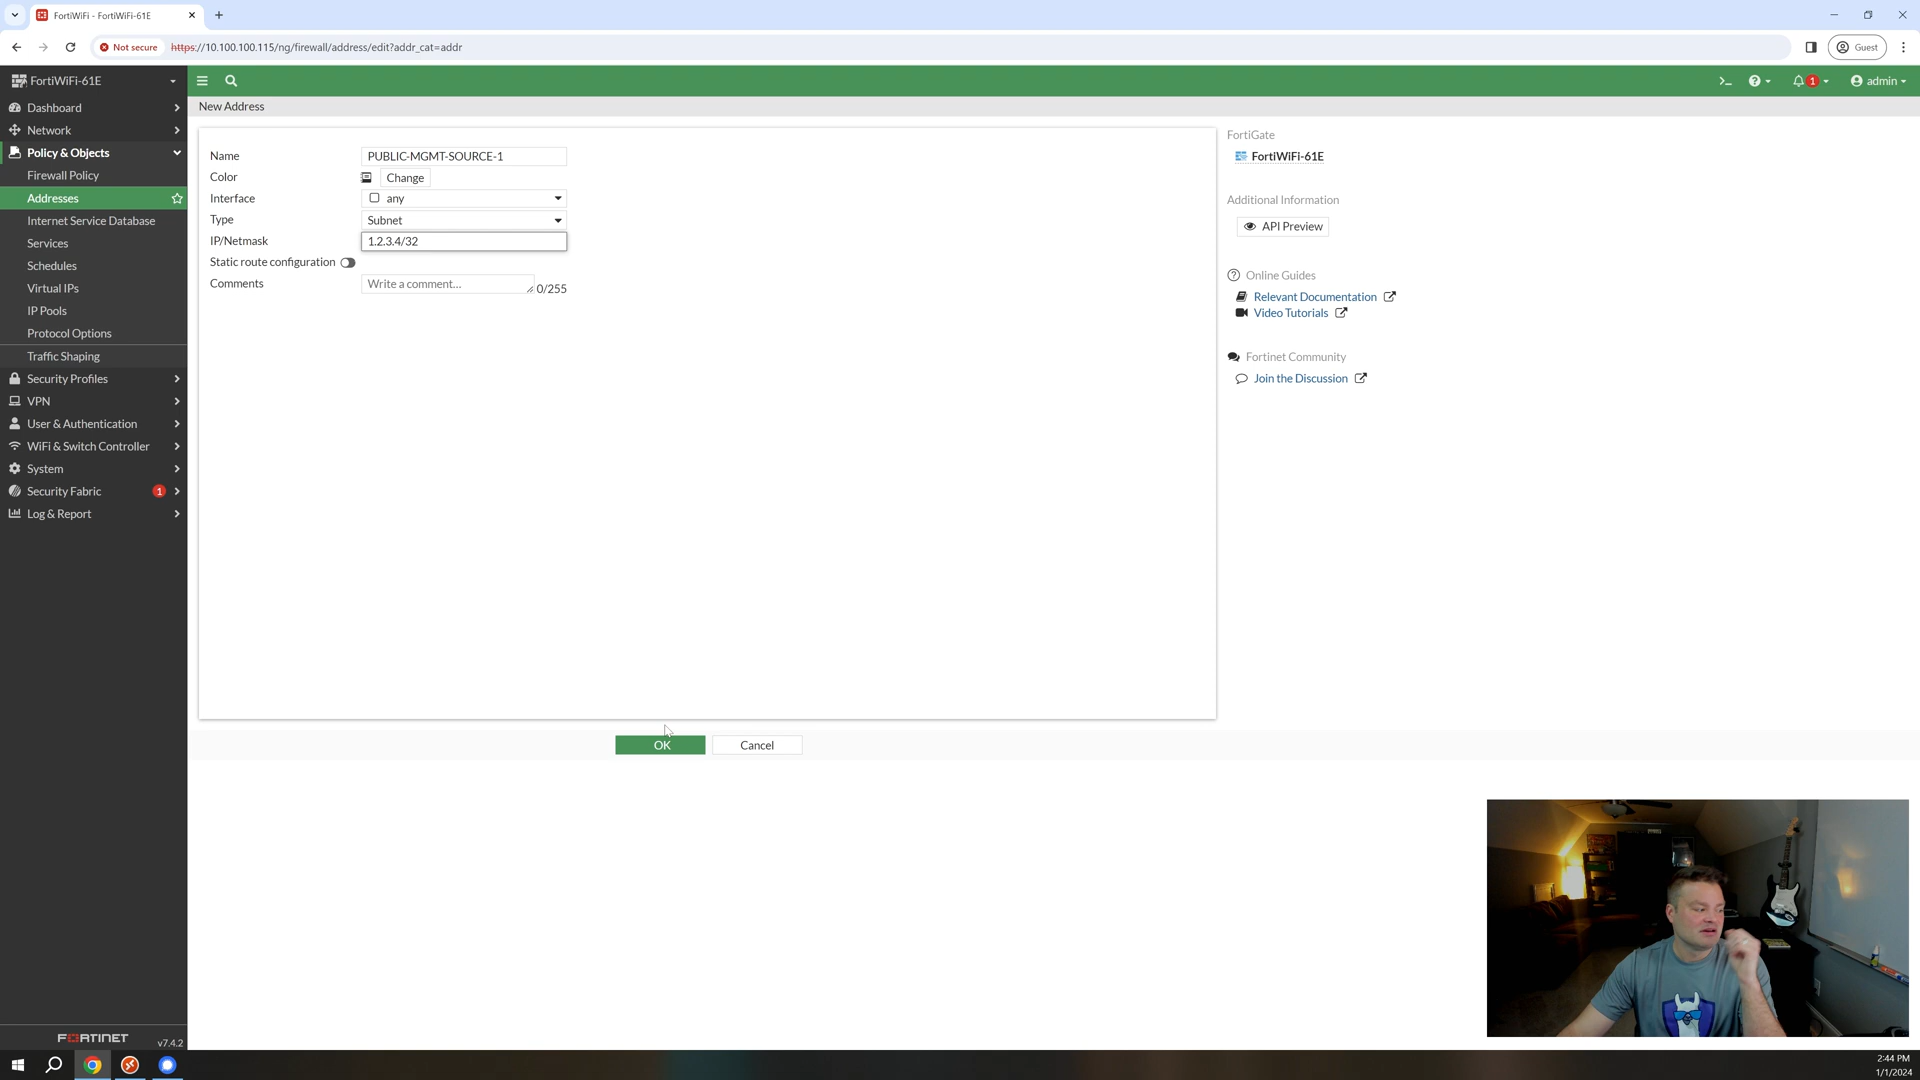 FortiWiFi - FortiWiFi-61E
Not secure
https://10.100.100.115/ng/firewall/address/edit?addr_cat=addr
Guest
FortiWiFi-61E
1
admin
Dashboard
Network
Policy & Objects
Firewall Policy
Addresses
Internet Service Database
Services
Schedules
Virtual IPs
IP Pools
Protocol Options
Traffic Shaping
Security Profiles
VPN
User & Authentication
WiFi & Switch Controller
System
Security Fabric 1
Log & Report
FORTINET v7.4.2
New Address
Name PUBLIC-MGMT-SOURCE-1
Color Change
Interface any
Type Subnet
IP/Netmask 1.2.3.4/32
Static route configuration
Comments Write a comment... 0/255
OK Cancel
FortiGate
FortiWiFi-61E
Additional Information
API Preview
Online Guides
Relevant Documentation
Video Tutorials
Fortinet Community
Join the Discussion
2:44 PM
1/1/2024